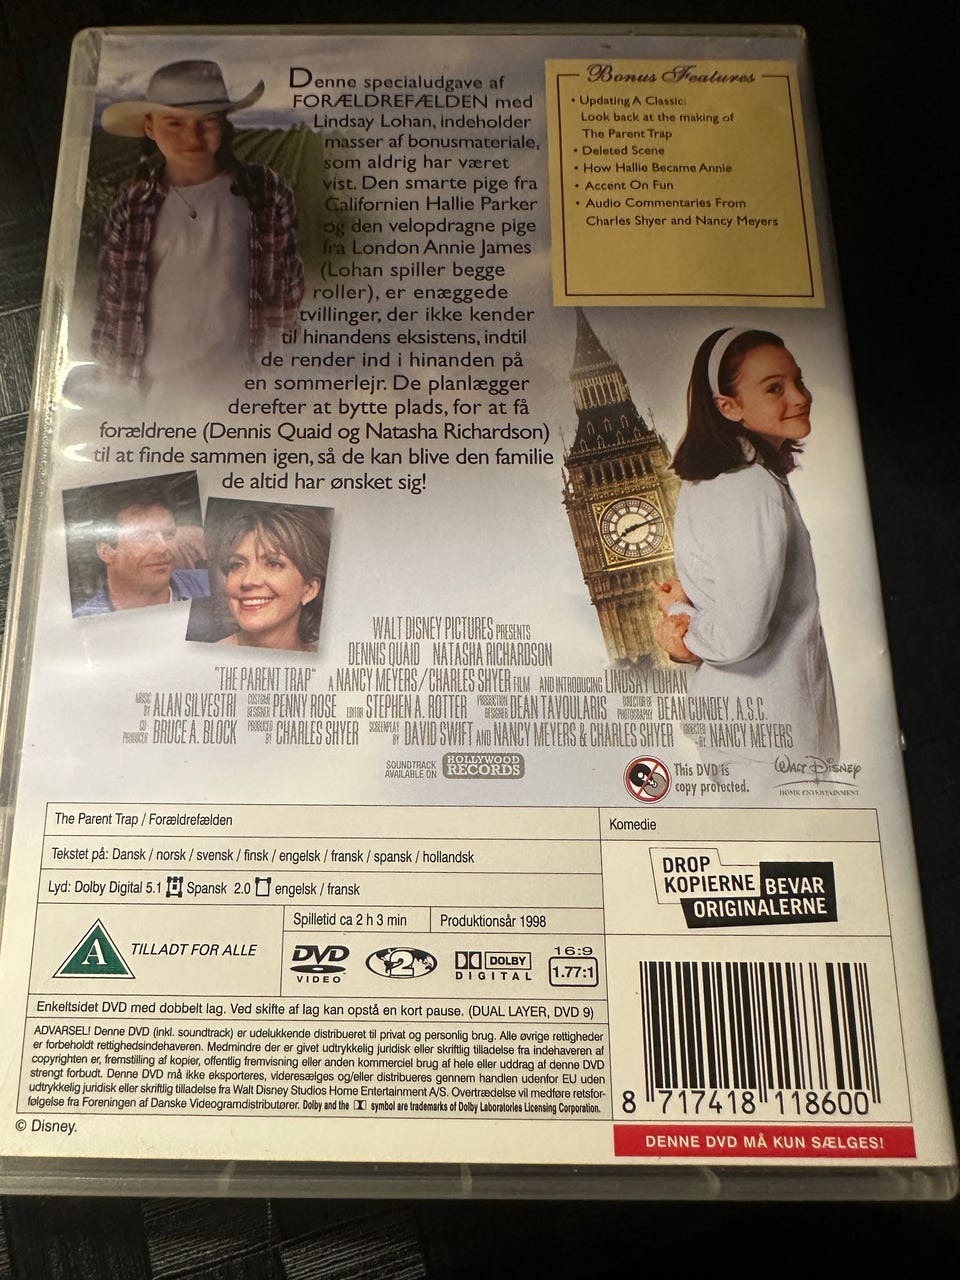 Denne specialudgave af
FORÆLDREFÆLDEN med
Lindsay Lohan, indeholder
masser af bonusmateriale,
som aldrig har været
vist. Den smarte pige fra
Californien Hallie Parker
og den velopdragne pige
fra London Annie James
(Lohan spiller begge
roller), er enæggede
tvillinger, der ikke kender
til hinandens eksistens, indtil
de render ind i hinanden på
en sommerlejr. De planlægger
derefter at bytte plads, for at få
forældrene (Dennis Quaid og Natasha Richardson)
til at finde sammen igen, så de kan blive den familie
de altid har ønsket sig!
Bonus Features
• Updating A Classic:
Look back at the making of
The Parent Trap
• Deleted Scene
• How Hallie Became Annie
• Accent On Fun
• Audio Commentaries From
Charles Shyer and Nancy Meyers
WALT DISNEY PICTURES PRESENTS
DENNIS QUAID NATASHA RICHARDSON
"THE PARENT TRAP" A NANCY MEYERS/CHARLES SHYER FILM AND INTRODUCING LINDSAY LOHAN
MUSIC BY ALAN SILVESTRI COSTUME DESIGNER PENNY ROSE EDITOR STEPHEN A. ROTTER PRODUCTION DESIGNER DEAN TAVOULARIS DIRECTOR OF PHOTOGRAPHY DEAN CUNDEY, A.S.C.
CO-PRODUCER BRUCE A. BLOCK PRODUCED BY CHARLES SHYER SCREENPLAY BY DAVID SWIFT AND NANCY MEYERS & CHARLES SHYER DIRECTED BY NANCY MEYERS
SOUNDTRACK AVAILABLE ON HOLLYWOOD RECORDS
This DVD is
copy protected.
WALT DISNEY
HOME ENTERTAINMENT
The Parent Trap / Forældrefælden
Komedie
Tekstet på: Dansk / norsk / svensk / finsk / engelsk / fransk / spansk / hollandsk
Lyd: Dolby Digital 5.1 Spansk 2.0 engelsk / fransk
DROP
KOPIERNE BEVAR
ORIGINALERNE
A TILLADT FOR ALLE
Spilletid ca 2 h 3 min
Produktionsår 1998
DVD VIDEO
2
DOLBY DIGITAL
16:9
1.77:1
Enkeltsidet DVD med dobbelt lag. Ved skifte af lag kan opstå en kort pause. (DUAL LAYER, DVD 9)
ADVARSEL! Denne DVD (inkl. soundtrack) er udelukkende distribueret til privat og personlig brug. Alle øvrige rettigheder
er forbeholdt rettighedsindehaveren. Medmindre der er givet udtrykkelig juridisk eller skriftlig tilladelse fra indehaveren af
copyrighten er, fremstilling af kopier, offentlig fremvisning eller anden kommerciel brug af hele eller uddrag af denne DVD
strengt forbudt. Denne DVD må ikke eksporteres, videresælges og/eller distribueres gennem handlen udenfor EU uden
udtrykkelig juridisk eller skriftlig tilladelse fra Walt Disney Studios Home Entertainment A/S. Overtrædelse vil medføre retsfor-
følgelse fra Foreningen af Danske Videogramdistributører. Dolby and the symbol are trademarks of Dolby Laboratories Licensing Corporation.
8 717418 118600
© Disney.
DENNE DVD MÅ KUN SÆLGES!